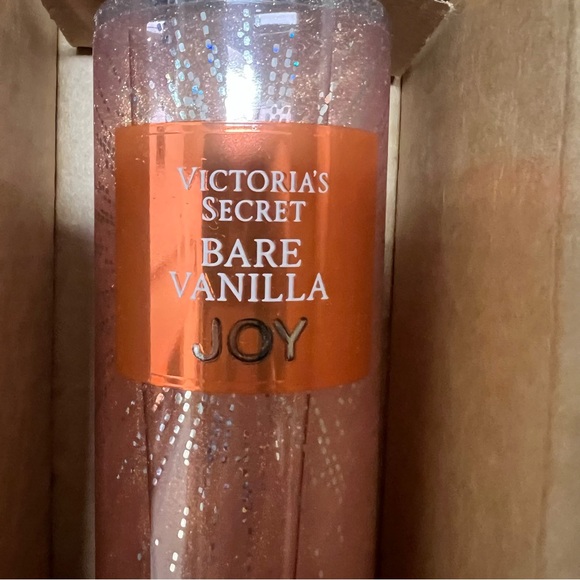 VICTORIA'S
SECRET
BARE
VANILLA
JOY